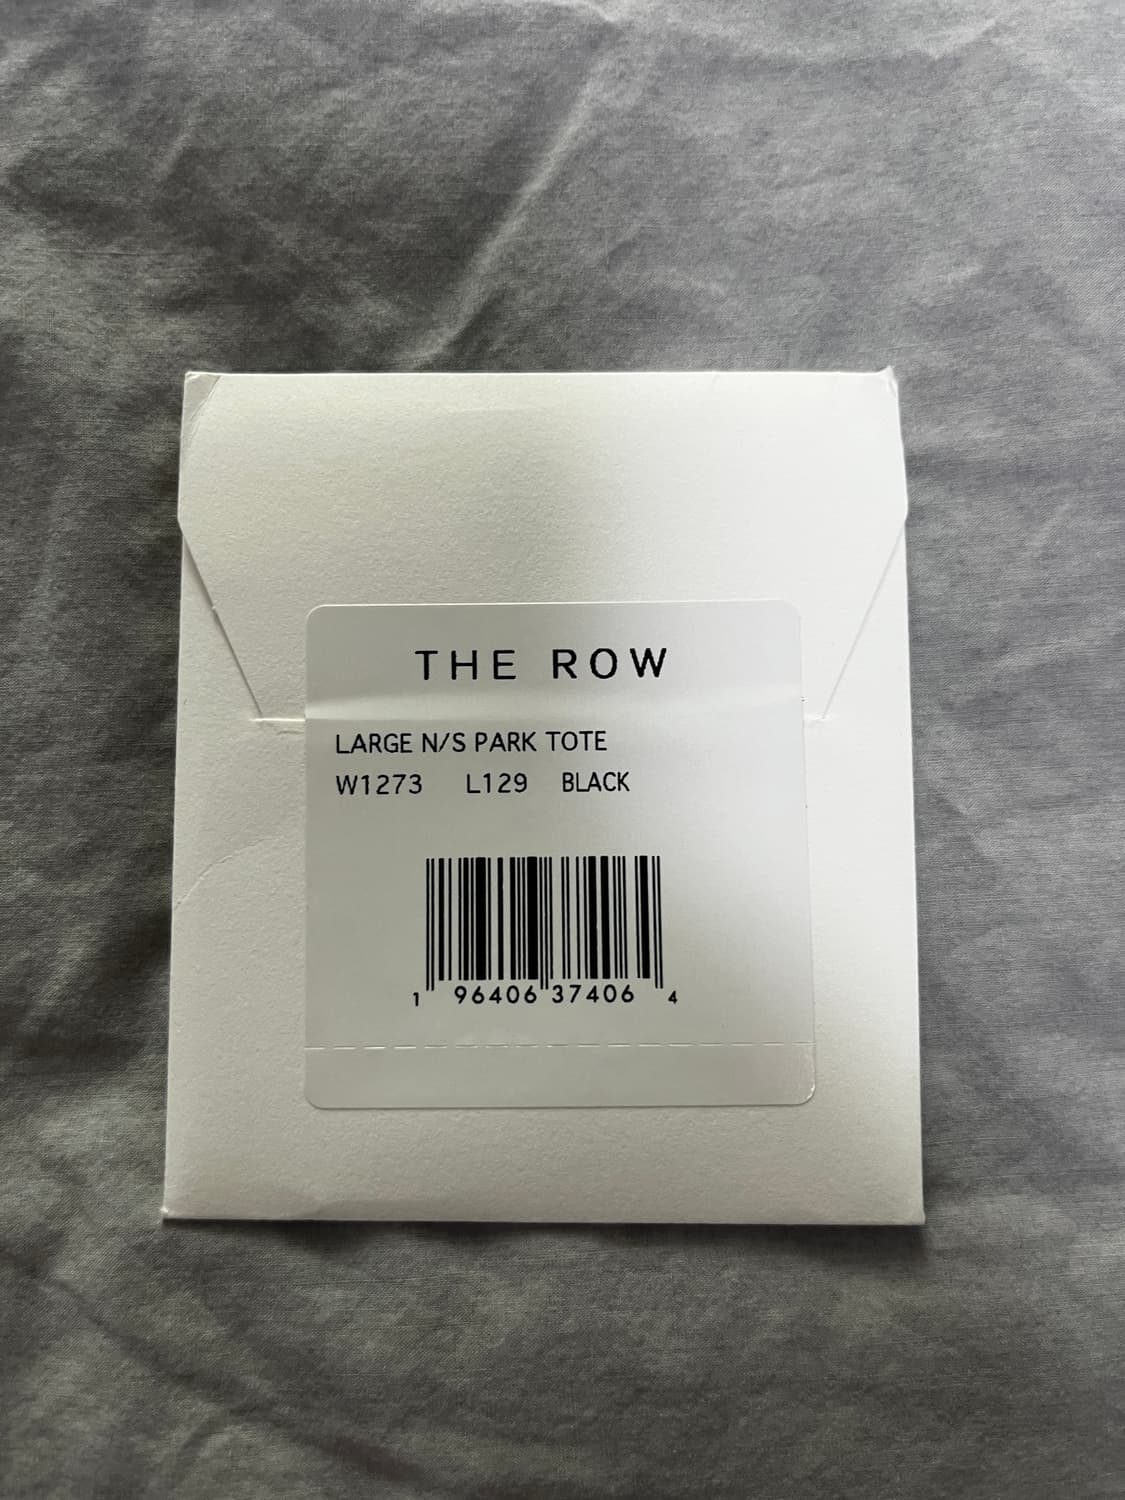 THE ROW
LARGE N/S PARK TOTE
W1273 L129 BLACK
1 96406 37406 4